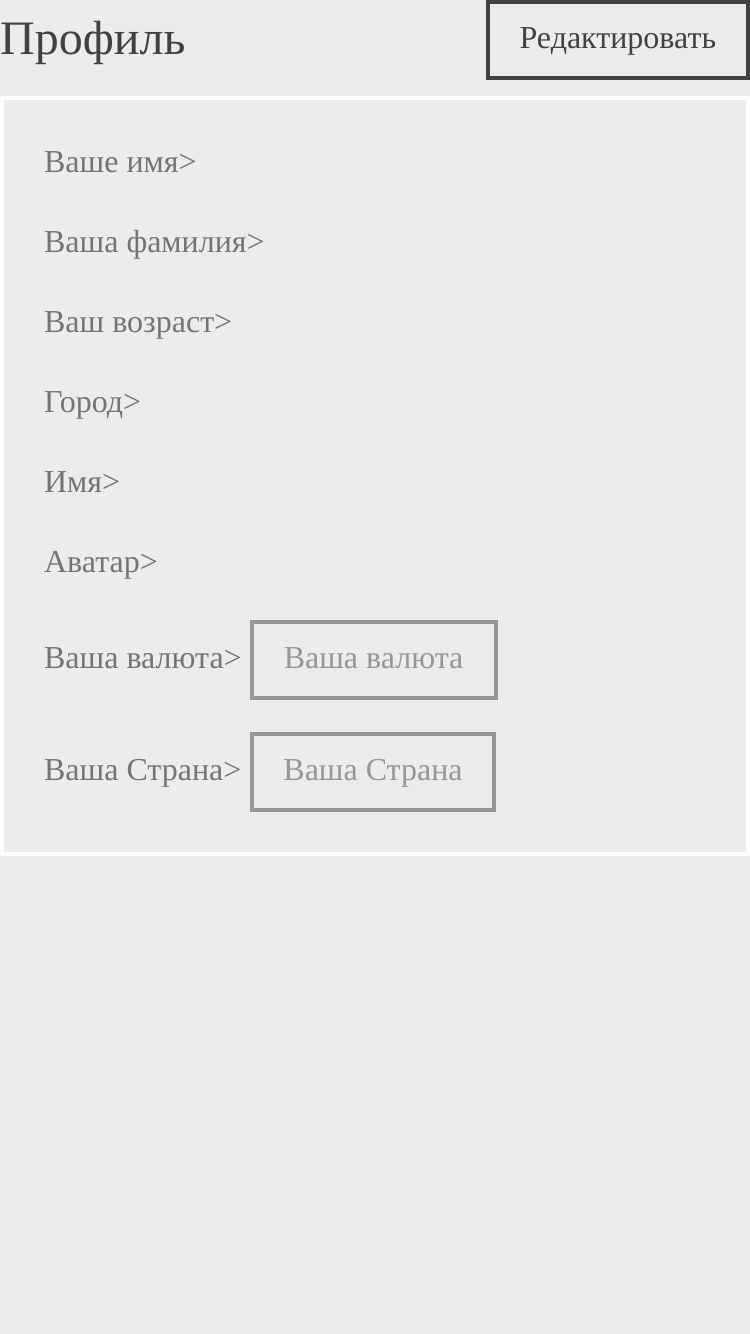 Профиль
Редактировать
Ваше имя>
Ваша фамилия>
Ваш возраст>
Город>
Имя>
Аватар>
Ваша валюта> Ваша валюта
Ваша Страна> Ваша Страна